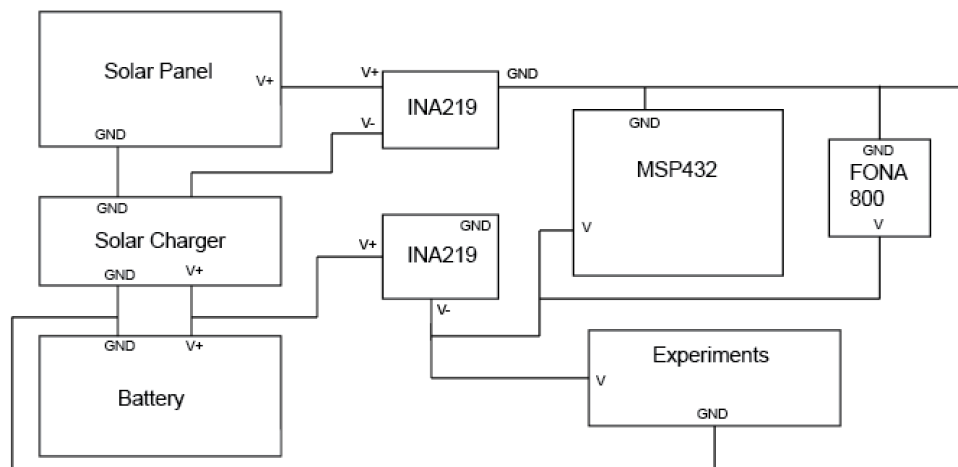 Solar Panel
V+
GND
V+
INA219
V-
GND
GND
MSP432
V
GND
FONA
800
V
GND
Solar Charger
GND
V+
V+
GND
INA219
V-
GND
V+
Battery
Experiments
V
GND